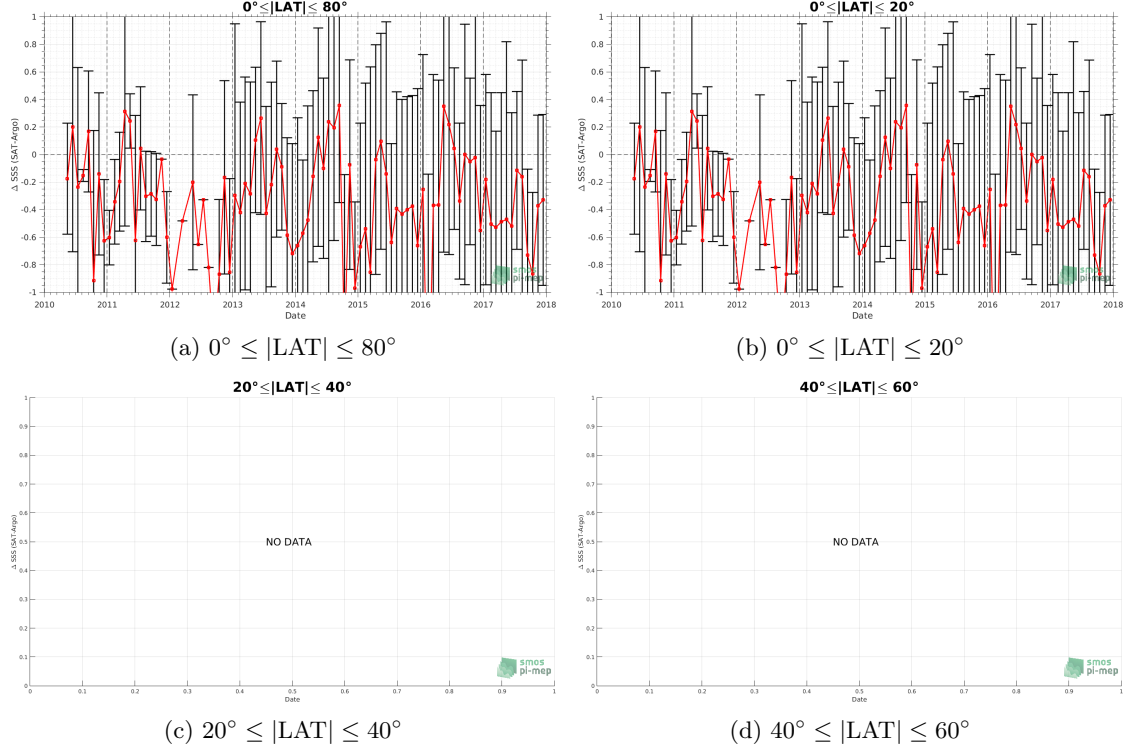 0°≤|LAT|≤ 80°
Δ SSS (SAT-Argo)
1
0.8
0.6
0.4
0.2
0
-0.2
-0.4
-0.6
-0.8
-1
2010 2011 2012 2013 2014 2015 2016 2017 2018
Date
smos
pi-mep
(a) 0° ≤ |LAT| ≤ 80°
0°≤|LAT|≤ 20°
Δ SSS (SAT-Argo)
1
0.8
0.6
0.4
0.2
0
-0.2
-0.4
-0.6
-0.8
-1
2010 2011 2012 2013 2014 2015 2016 2017 2018
Date
smos
pi-mep
(b) 0° ≤ |LAT| ≤ 20°
20°≤|LAT|≤ 40°
Δ SSS (SAT-Argo)
1
0.9
0.8
0.7
0.6
0.5
0.4
0.3
0.2
0.1
0
NO DATA
0 0.1 0.2 0.3 0.4 0.5 0.6 0.7 0.8 0.9 1
Date
smos
pi-mep
(c) 20° ≤ |LAT| ≤ 40°
40°≤|LAT|≤ 60°
Δ SSS (SAT-Argo)
1
0.9
0.8
0.7
0.6
0.5
0.4
0.3
0.2
0.1
0
NO DATA
0 0.1 0.2 0.3 0.4 0.5 0.6 0.7 0.8 0.9 1
Date
smos
pi-mep
(d) 40° ≤ |LAT| ≤ 60°